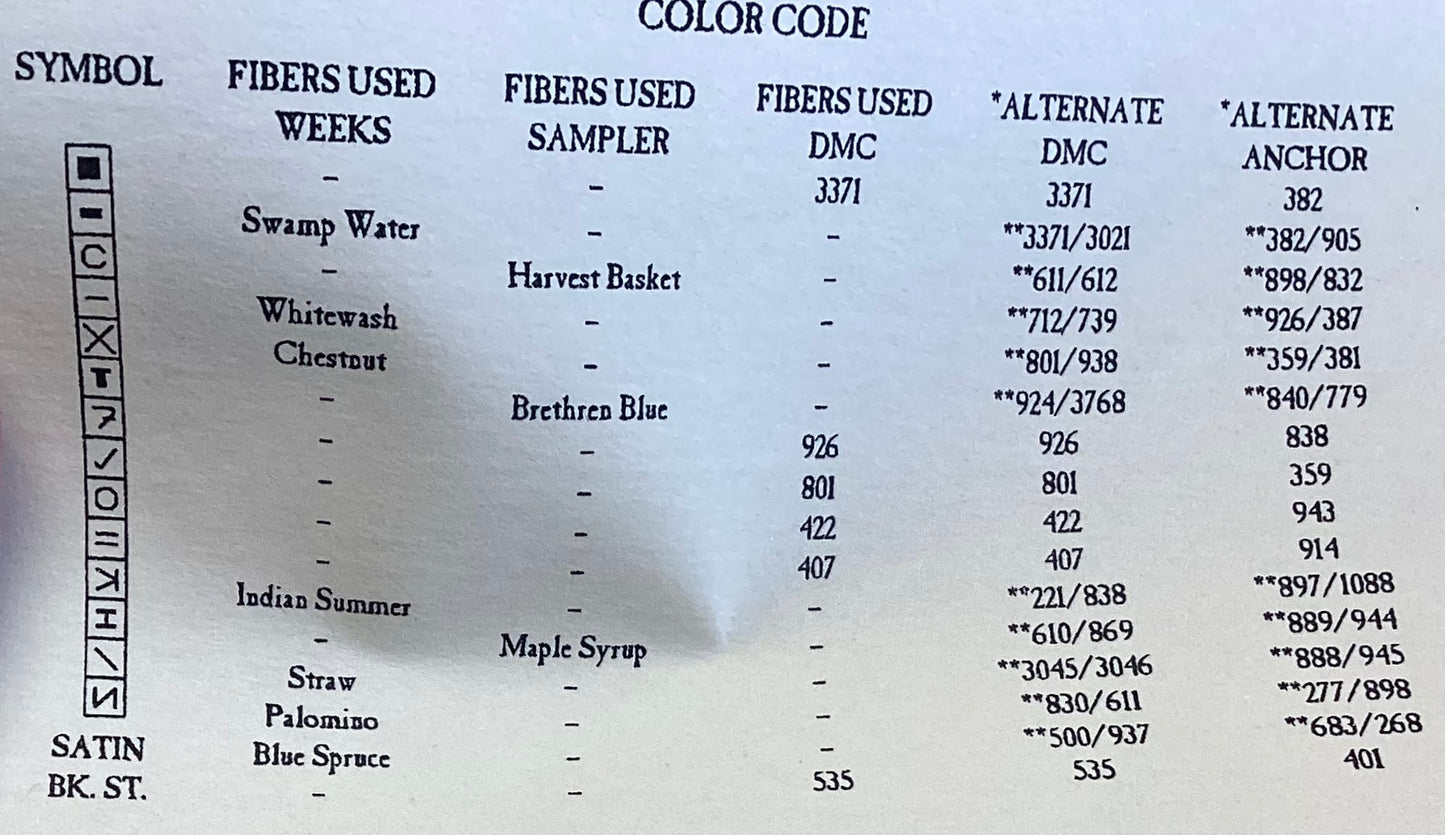 COLOR CODE
SYMBOL FIBERS USED WEEKS FIBERS USED SAMPLER FIBERS USED DMC *ALTERNATE DMC *ALTERNATE ANCHOR
■ – – 3371 3371 382
▬ Swamp Water – – **3371/3021 **382/905
C – Harvest Basket – **611/612 **898/832
– Whitewash – – **712/739 **926/387
X Chestnut – – **801/938 **359/381
T – Brethren Blue – **924/3768 **840/779
– – 926 926 838
✓ – – 801 801 359
O – – 422 422 943
= – – 407 407 914
Indian Summer – – **221/838 **897/1088
– Maple Syrup – **610/869 **889/944
/ Straw – – **3045/3046 **888/945
Palomino – – **830/611 **277/898
SATIN Blue Spruce – – **500/937 **683/268
BK. ST. – – 535 535 401